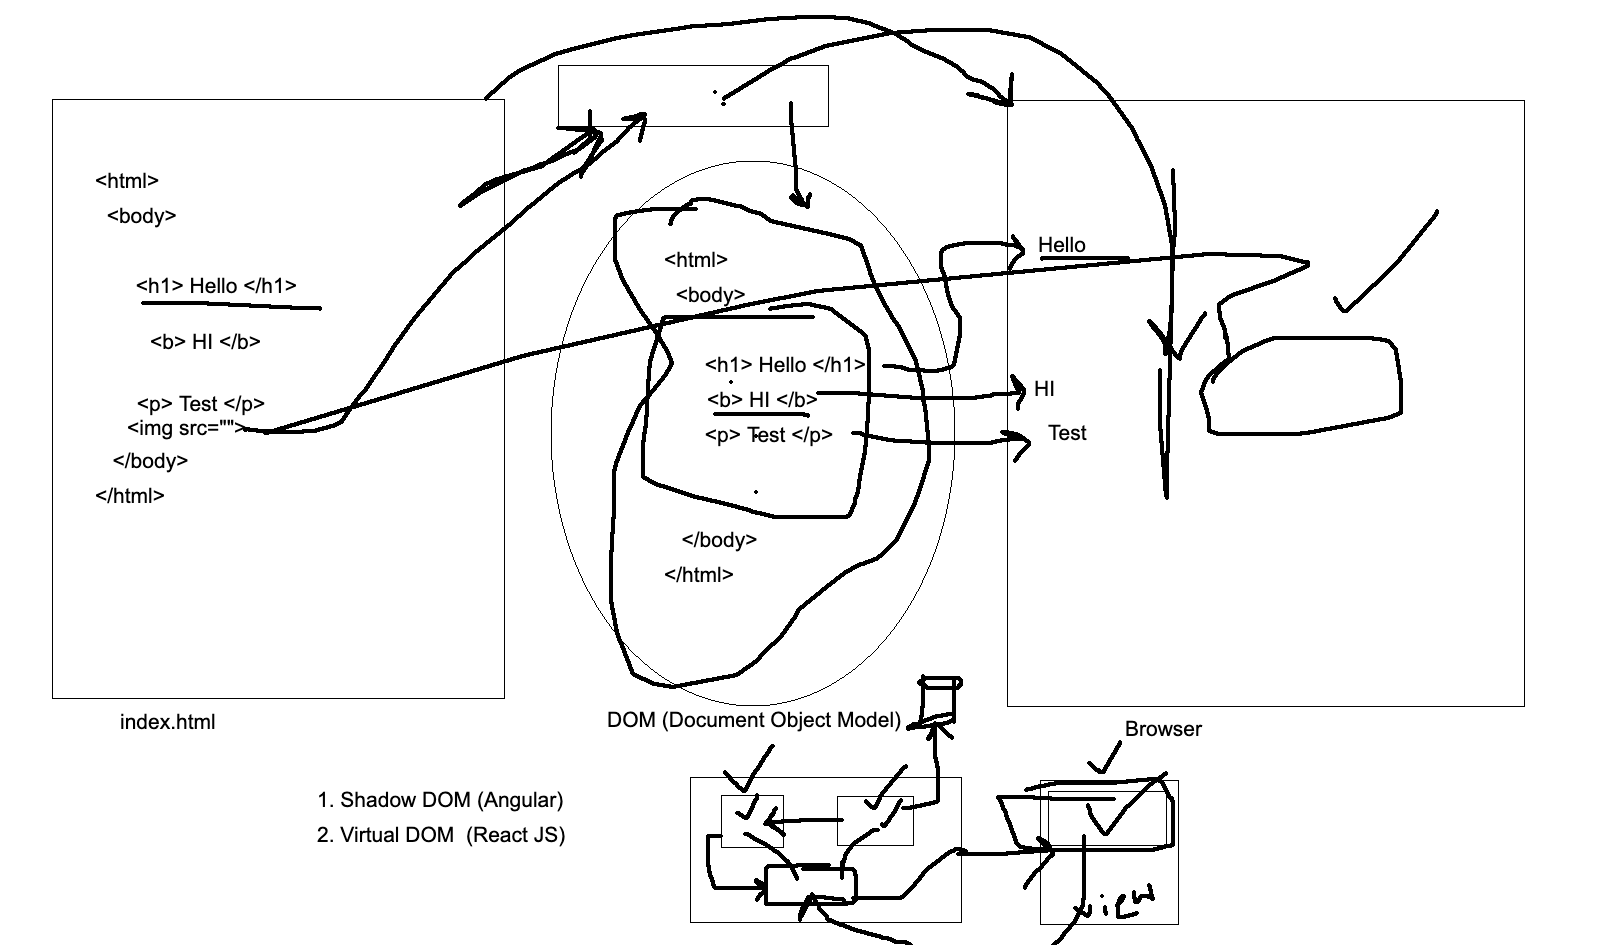 <html>
<body>
<h1> Hello </h1>
<b> HI </b>
<p> Test </p>
<img src="">
</body>
</html>
index.html
<html>
<body>
<h1> Hello </h1>
<b> HI </b>
<p> Test </p>
</body>
</html>
DOM (Document Object Model)
Hello
HI
Test
Browser
1. Shadow DOM (Angular)
2. Virtual DOM (React JS)
view